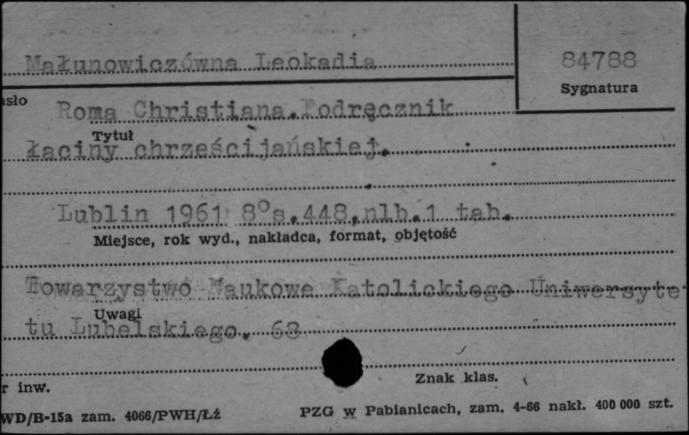 Małunowiczówna Leokadia
84788
Sygnatura
asło
Roma Christiana. Podręcznik
Tytuł
łaciny chrześcijańskiej.
Lublin 1961 8° s. 448, nlb. 1 tab.
Miejsce, rok wyd., nakładca, format, objętość
Towarzystwo Naukowe Katolickiego Uniwersyte-
Uwagi
tu Lubelskiego, 68
r inw.
Znak klas.
WD/B-15a zam. 4066/PWH/Łź
PZG w Pabianicach, zam. 4-66 nakł. 400 000 szt.